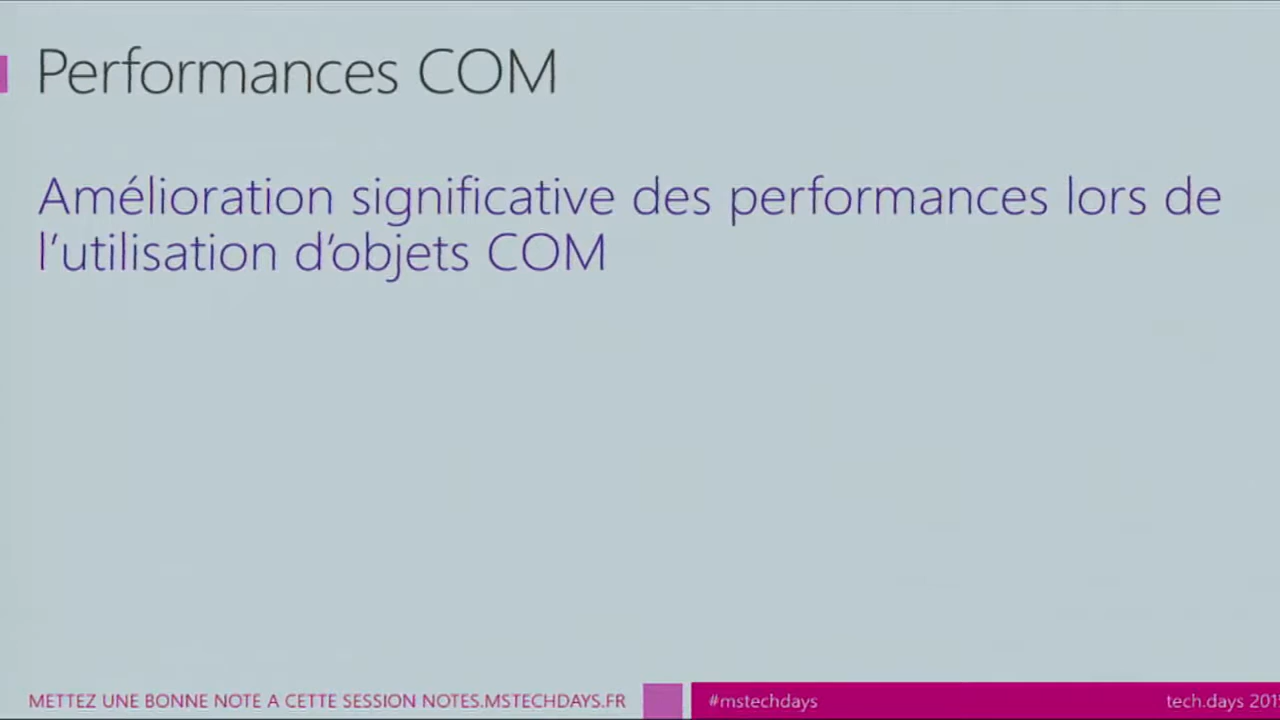 Performances COM
Amélioration significative des performances lors de
l’utilisation d’objets COM
METTEZ UNE BONNE NOTE A CETTE SESSION NOTES.MSTECHDAYS.FR
#mstechdays
tech.days